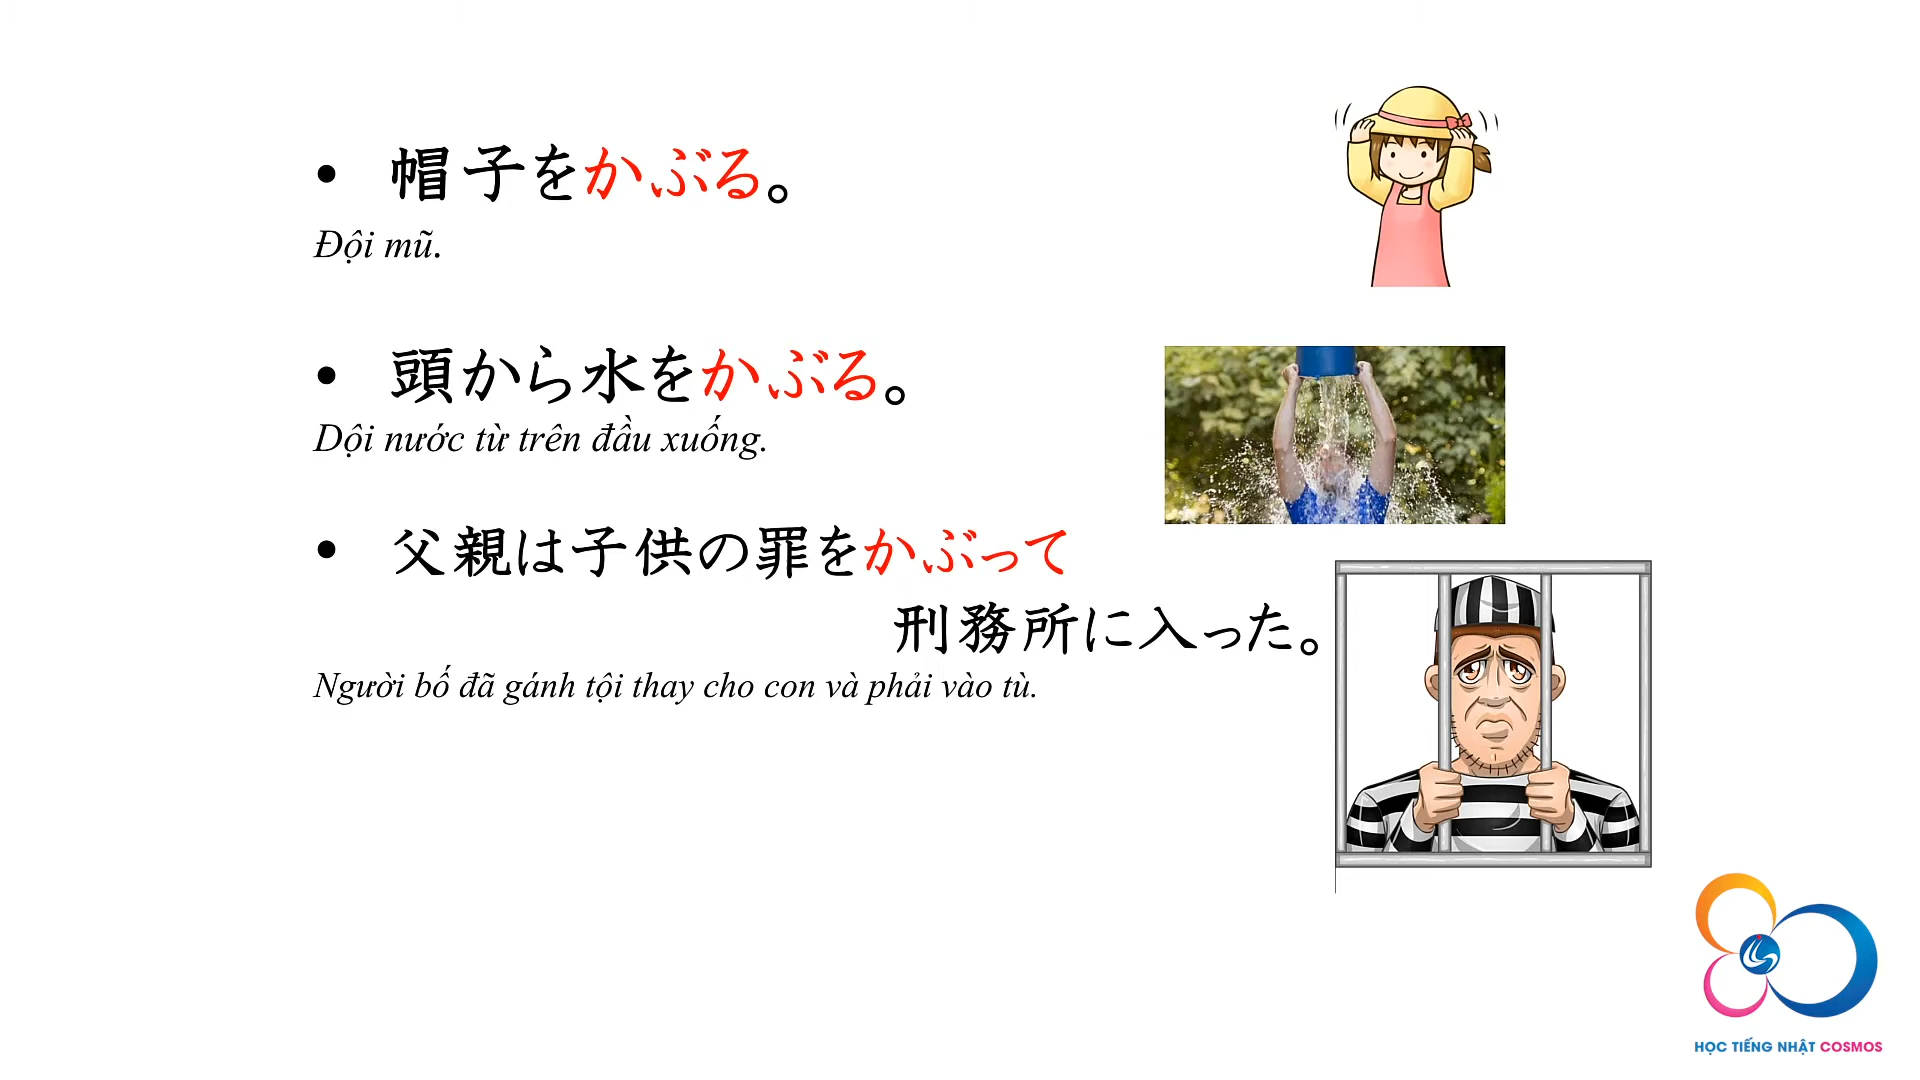 • 帽子をかぶる。
Đội mũ.
• 頭から水をかぶる。
Dội nước từ trên đầu xuống.
• 父親は子供の罪をかぶって
刑務所に入った。
Người bố đã gánh tội thay cho con và phải vào tù.
HỌC TIẾNG NHẬT COSMOS